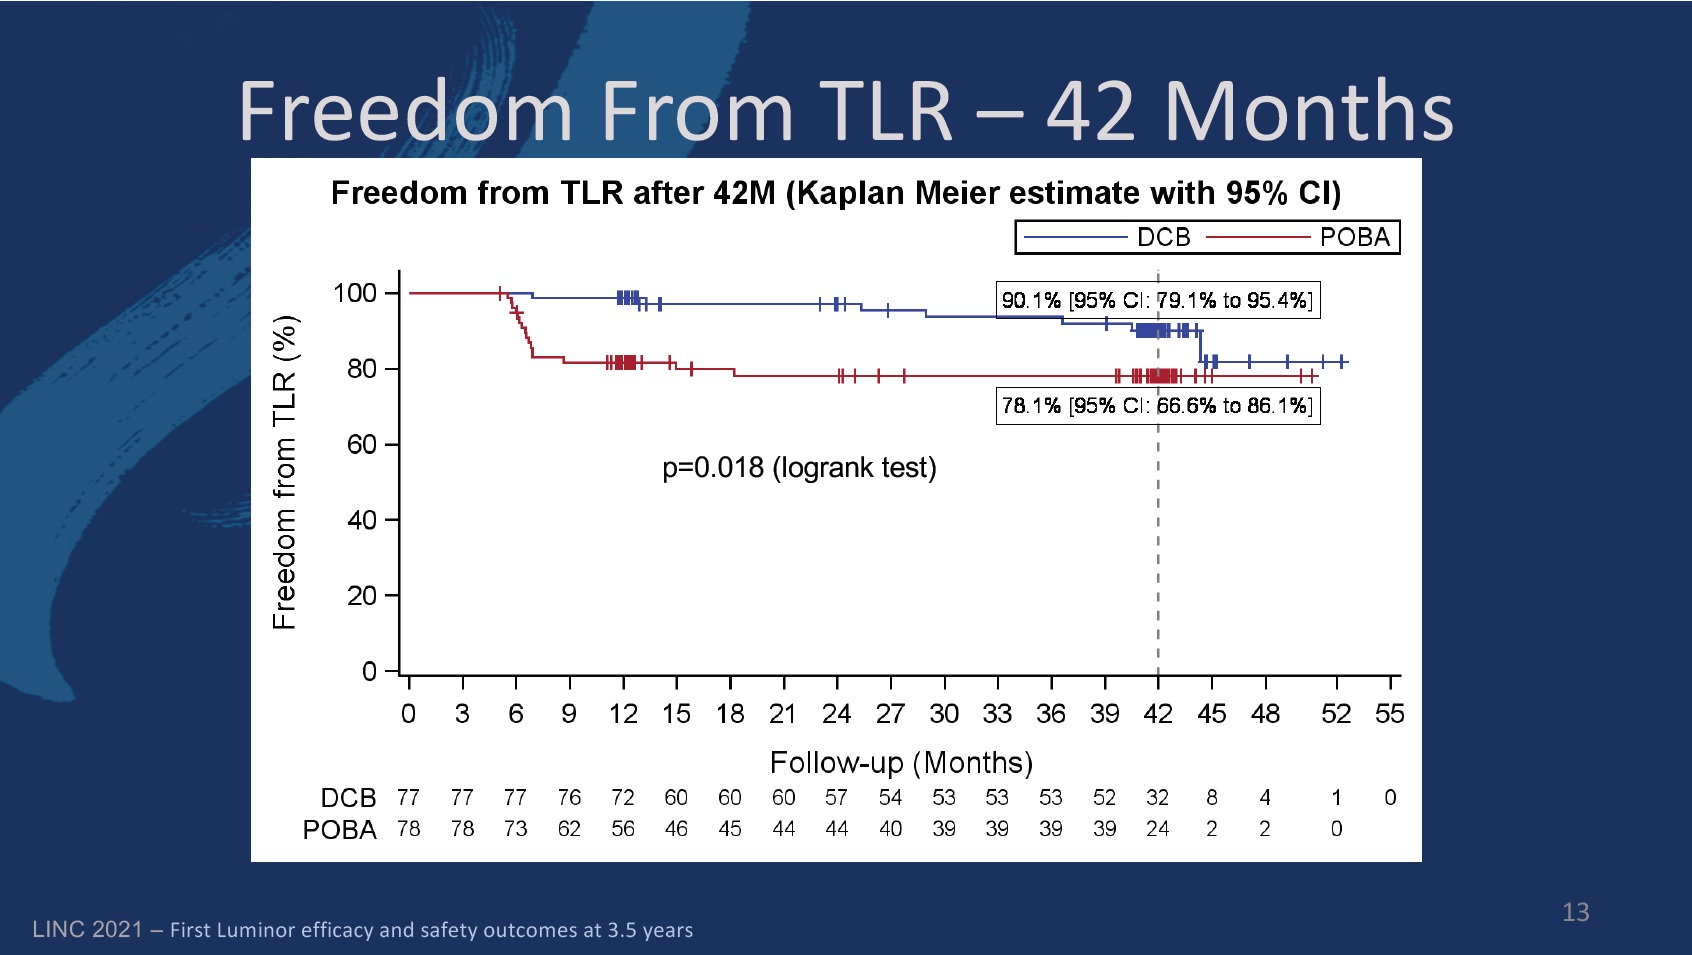 Freedom From TLR – 42 Months
Freedom from TLR after 42M (Kaplan Meier estimate with 95% CI)
DCB POBA
100
80
60
40
20
0
Freedom from TLR (%)
90.1% [95% CI: 79.1% to 95.4%]
78.1% [95% CI: 66.6% to 86.1%]
p=0.018 (logrank test)
0 3 6 9 12 15 18 21 24 27 30 33 36 39 42 45 48 52 55
Follow-up (Months)
DCB 77 77 77 76 72 60 60 60 57 54 53 53 53 52 32 8 4 1 0
POBA 78 78 73 62 56 46 45 44 44 40 39 39 39 39 24 2 2 0
LINC 2021 – First Luminor efficacy and safety outcomes at 3.5 years
13